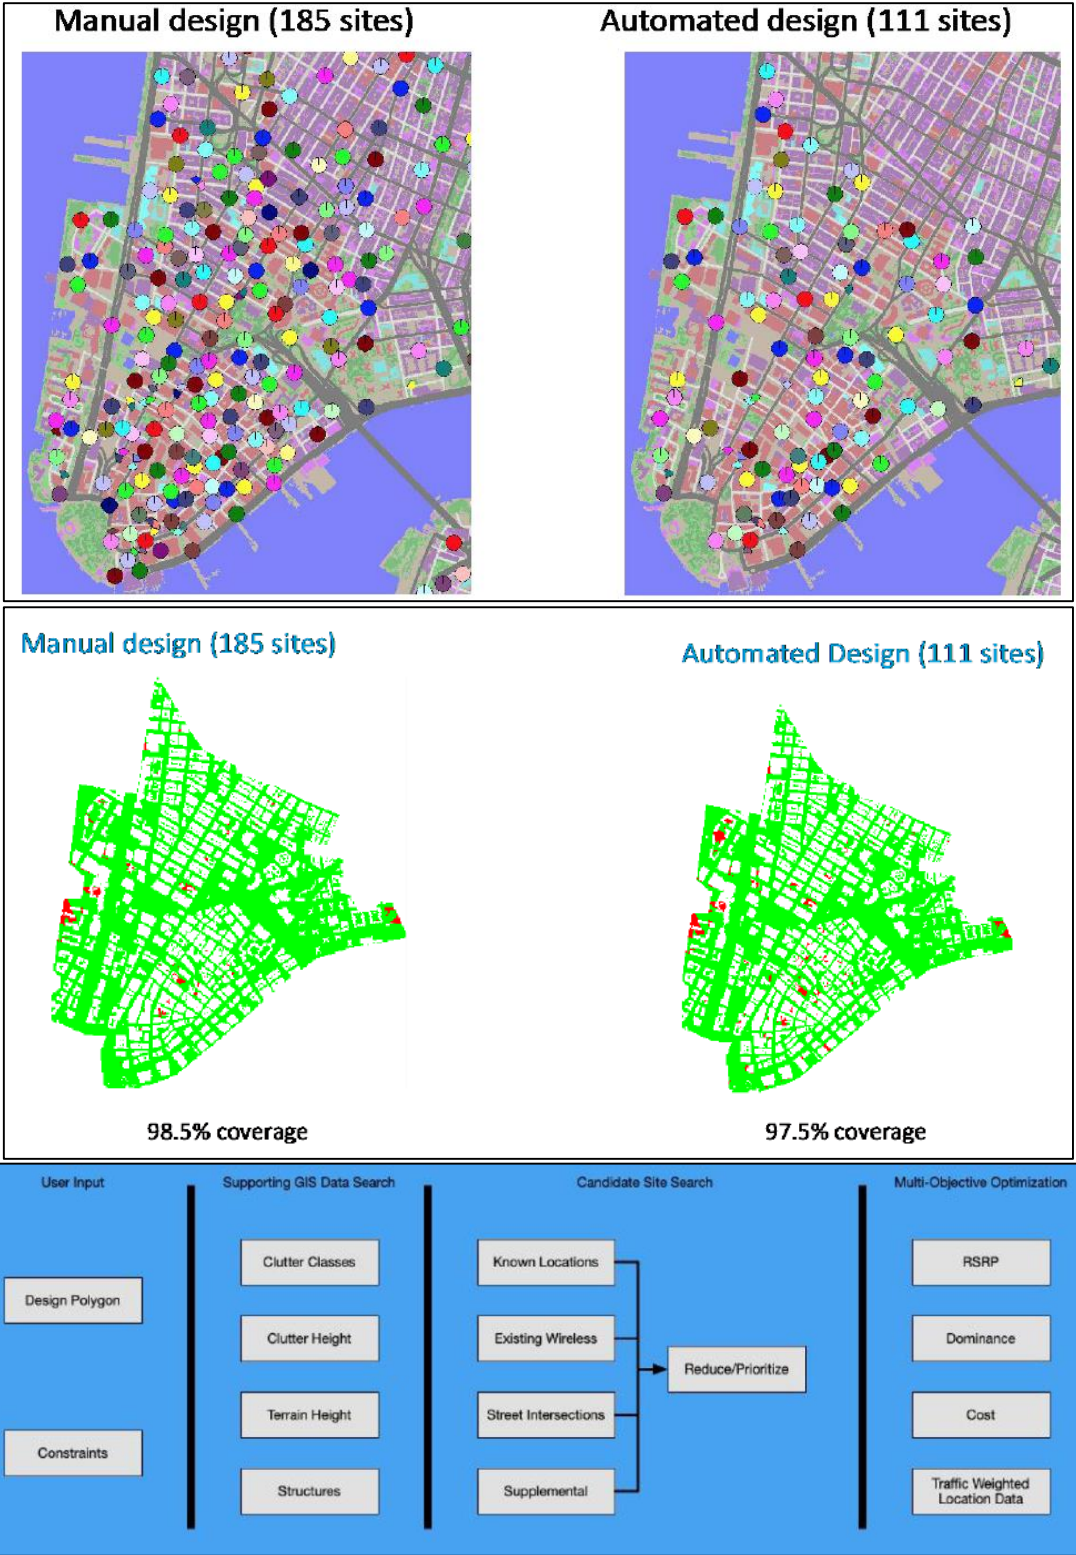 Manual design (185 sites)
Automated design (111 sites)
Manual design (185 sites)
Automated Design (111 sites)
98.5% coverage
97.5% coverage
User Input
Supporting GIS Data Search
Candidate Site Search
Multi-Objective Optimization
Design Polygon
Constraints
Clutter Classes
Clutter Height
Terrain Height
Structures
Known Locations
Existing Wireless
Street Intersections
Supplemental
Reduce/Prioritize
RSRP
Dominance
Cost
Traffic Weighted
Location Data